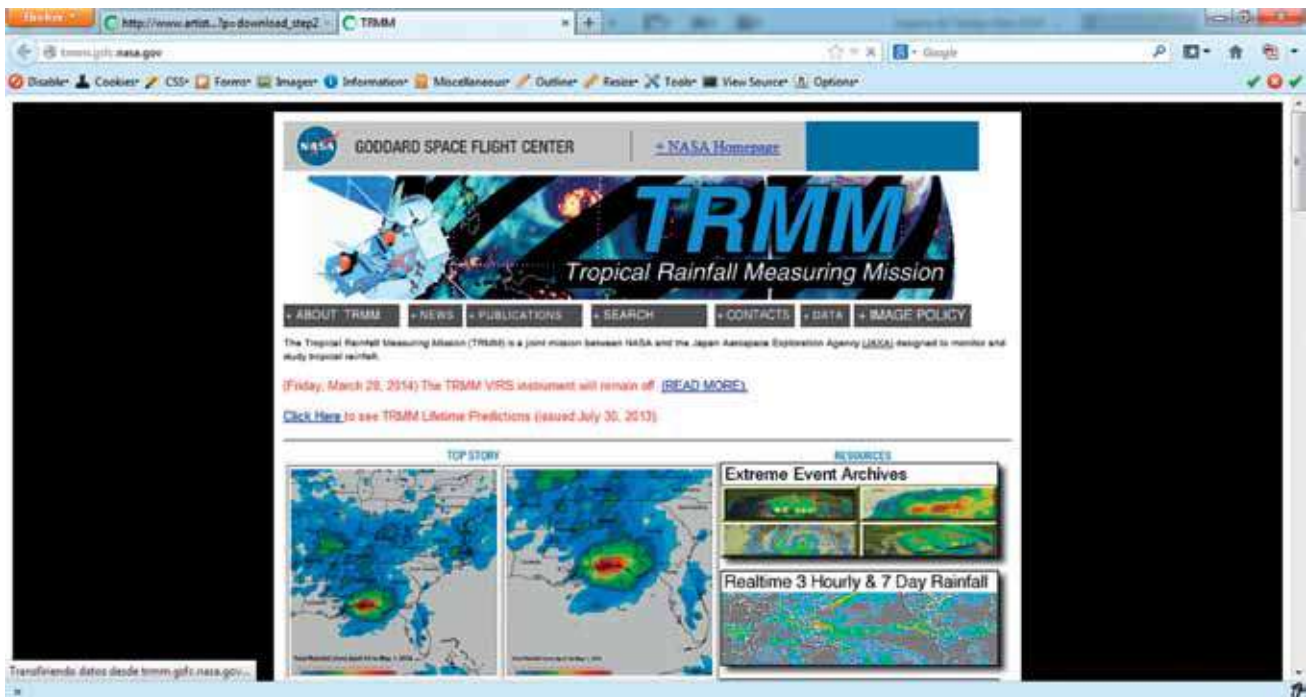 Firefox
http://www.artist...?p=download_step2
TRMM
trmm.gsfc.nasa.gov
Google
Disable Cookies CSS Forms Images Information Miscellaneous Outline Resize Tools View Source Options
NASA
GODDARD SPACE FLIGHT CENTER
+ NASA Homepage
TRMM
Tropical Rainfall Measuring Mission
+ ABOUT TRMM + NEWS + PUBLICATIONS + SEARCH + CONTACTS + DATA + IMAGE POLICY
The Tropical Rainfall Measuring Mission (TRMM) is a joint mission between NASA and the Japan Aerospace Exploration Agency (JAXA) designed to monitor and
study tropical rainfall.
(Friday, March 28, 2014) The TRMM VIRS instrument will remain off (READ MORE).
Click Here to see TRMM Lifetime Predictions (issued July 30, 2013)
TOP STORY
RESOURCES
Extreme Event Archives
Realtime 3 Hourly & 7 Day Rainfall
Transfiriendo datos desde trmm.gsfc.nasa.gov...